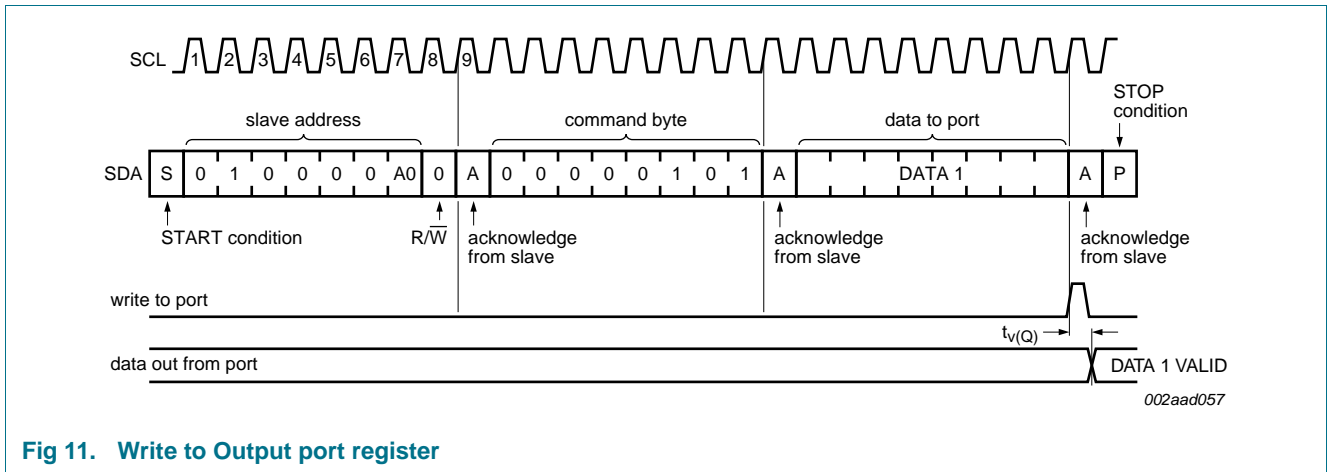 SCL 1 2 3 4 5 6 7 8 9
STOP
condition
slave address command byte data to port
SDA S 0 1 0 0 0 0 A0 0 A 0 0 0 0 0 1 0 1 A DATA 1 A P
START condition R/W̅ acknowledge
from slave acknowledge
from slave acknowledge
from slave
write to port
tv(Q)
data out from port DATA 1 VALID
002aad057
Fig 11. Write to Output port register